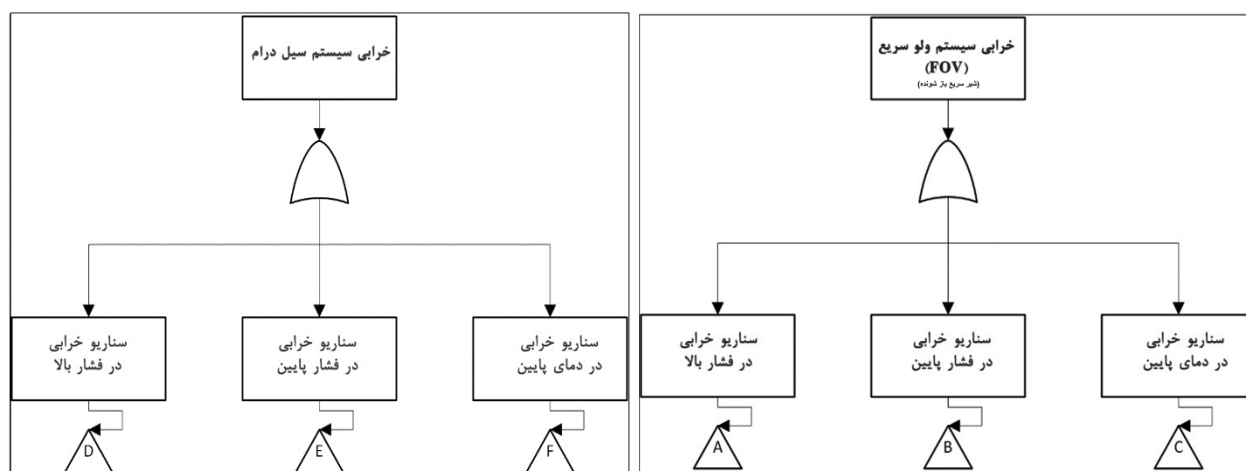 خرابی سیستم سیل درام
سناریو خرابی
در فشار بالا
سناریو خرابی
در فشار پایین
سناریو خرابی
در دمای پایین
D
E
F
خرابی سیستم ولو سریع
(FOV)
(شیر سریع باز شونده)
سناریو خرابی
در فشار بالا
سناریو خرابی
در فشار پایین
سناریو خرابی
در دمای پایین
A
B
C